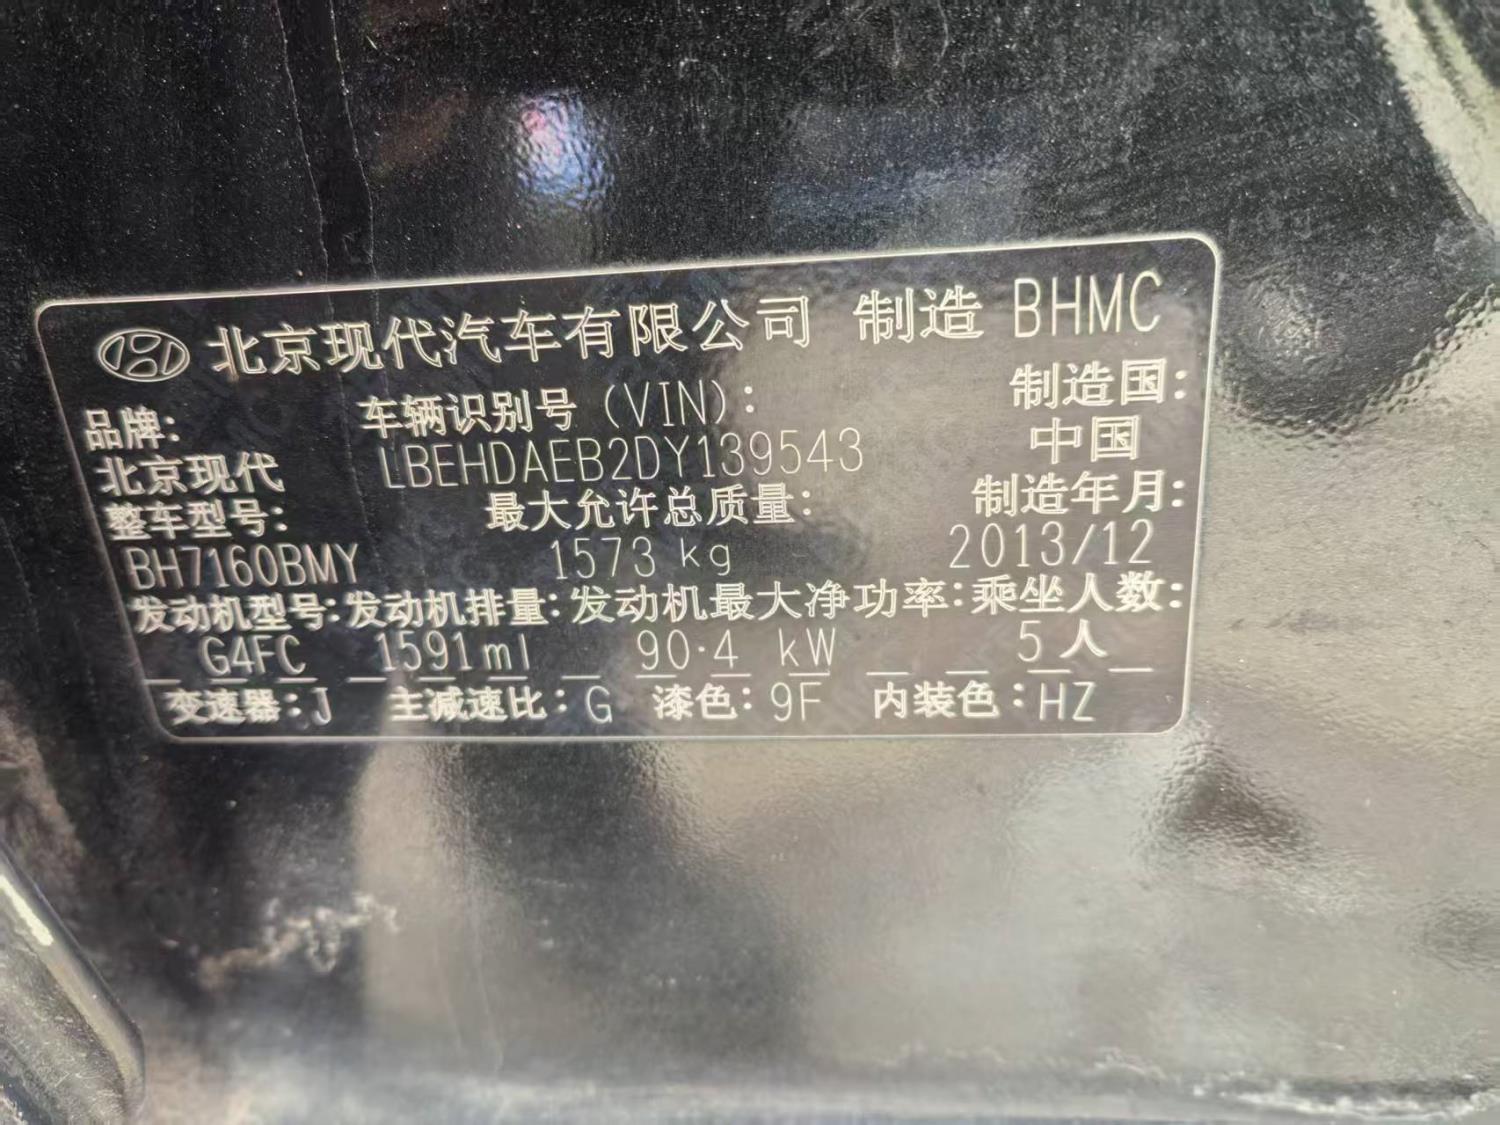 北京现代汽车有限公司 制造 BHMC
品牌: 车辆识别号 (VIN): 制造国:
北京现代 LBEHDAEB2DY139543 中国
整车型号: 最大允许总质量: 制造年月:
BH7160BMY 1573 kg 2013/12
发动机型号: 发动机排量: 发动机最大净功率: 乘坐人数:
G4FC 1591ml 90.4 kW 5人
变速器: J 主减速比: G 漆色: 9F 内装色: HZ